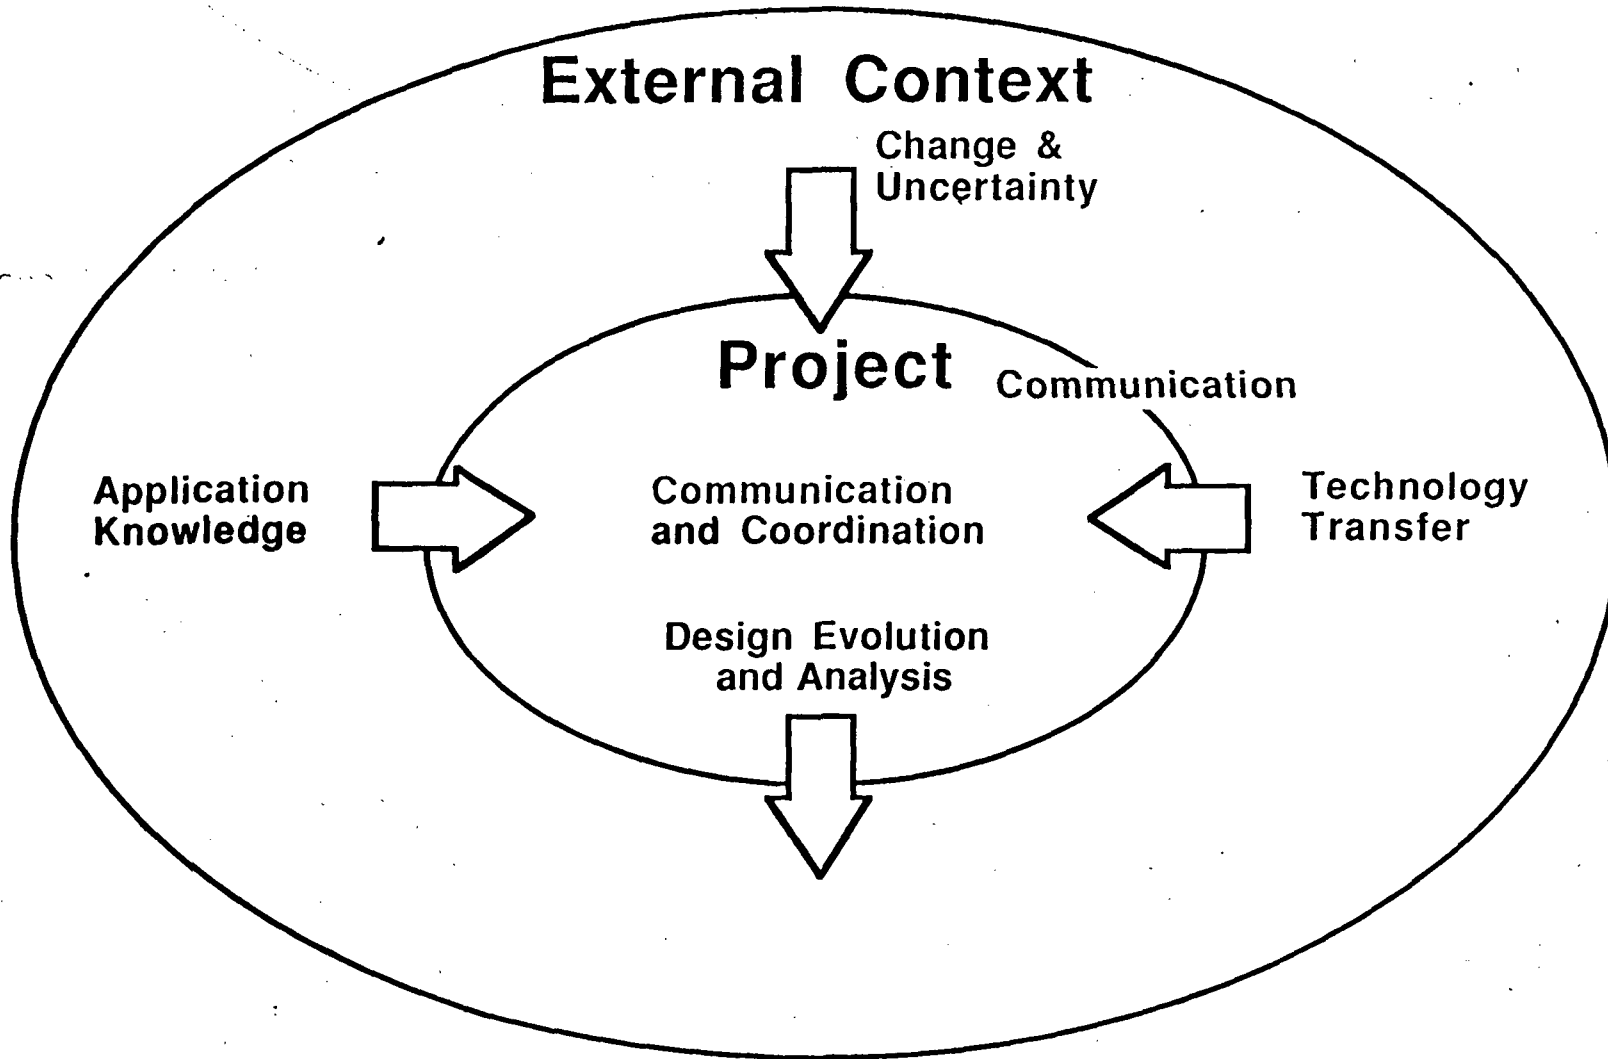 External Context
Change &
Uncertainty
Project
Communication
Application
Knowledge
Communication
and Coordination
Technology
Transfer
Design Evolution
and Analysis